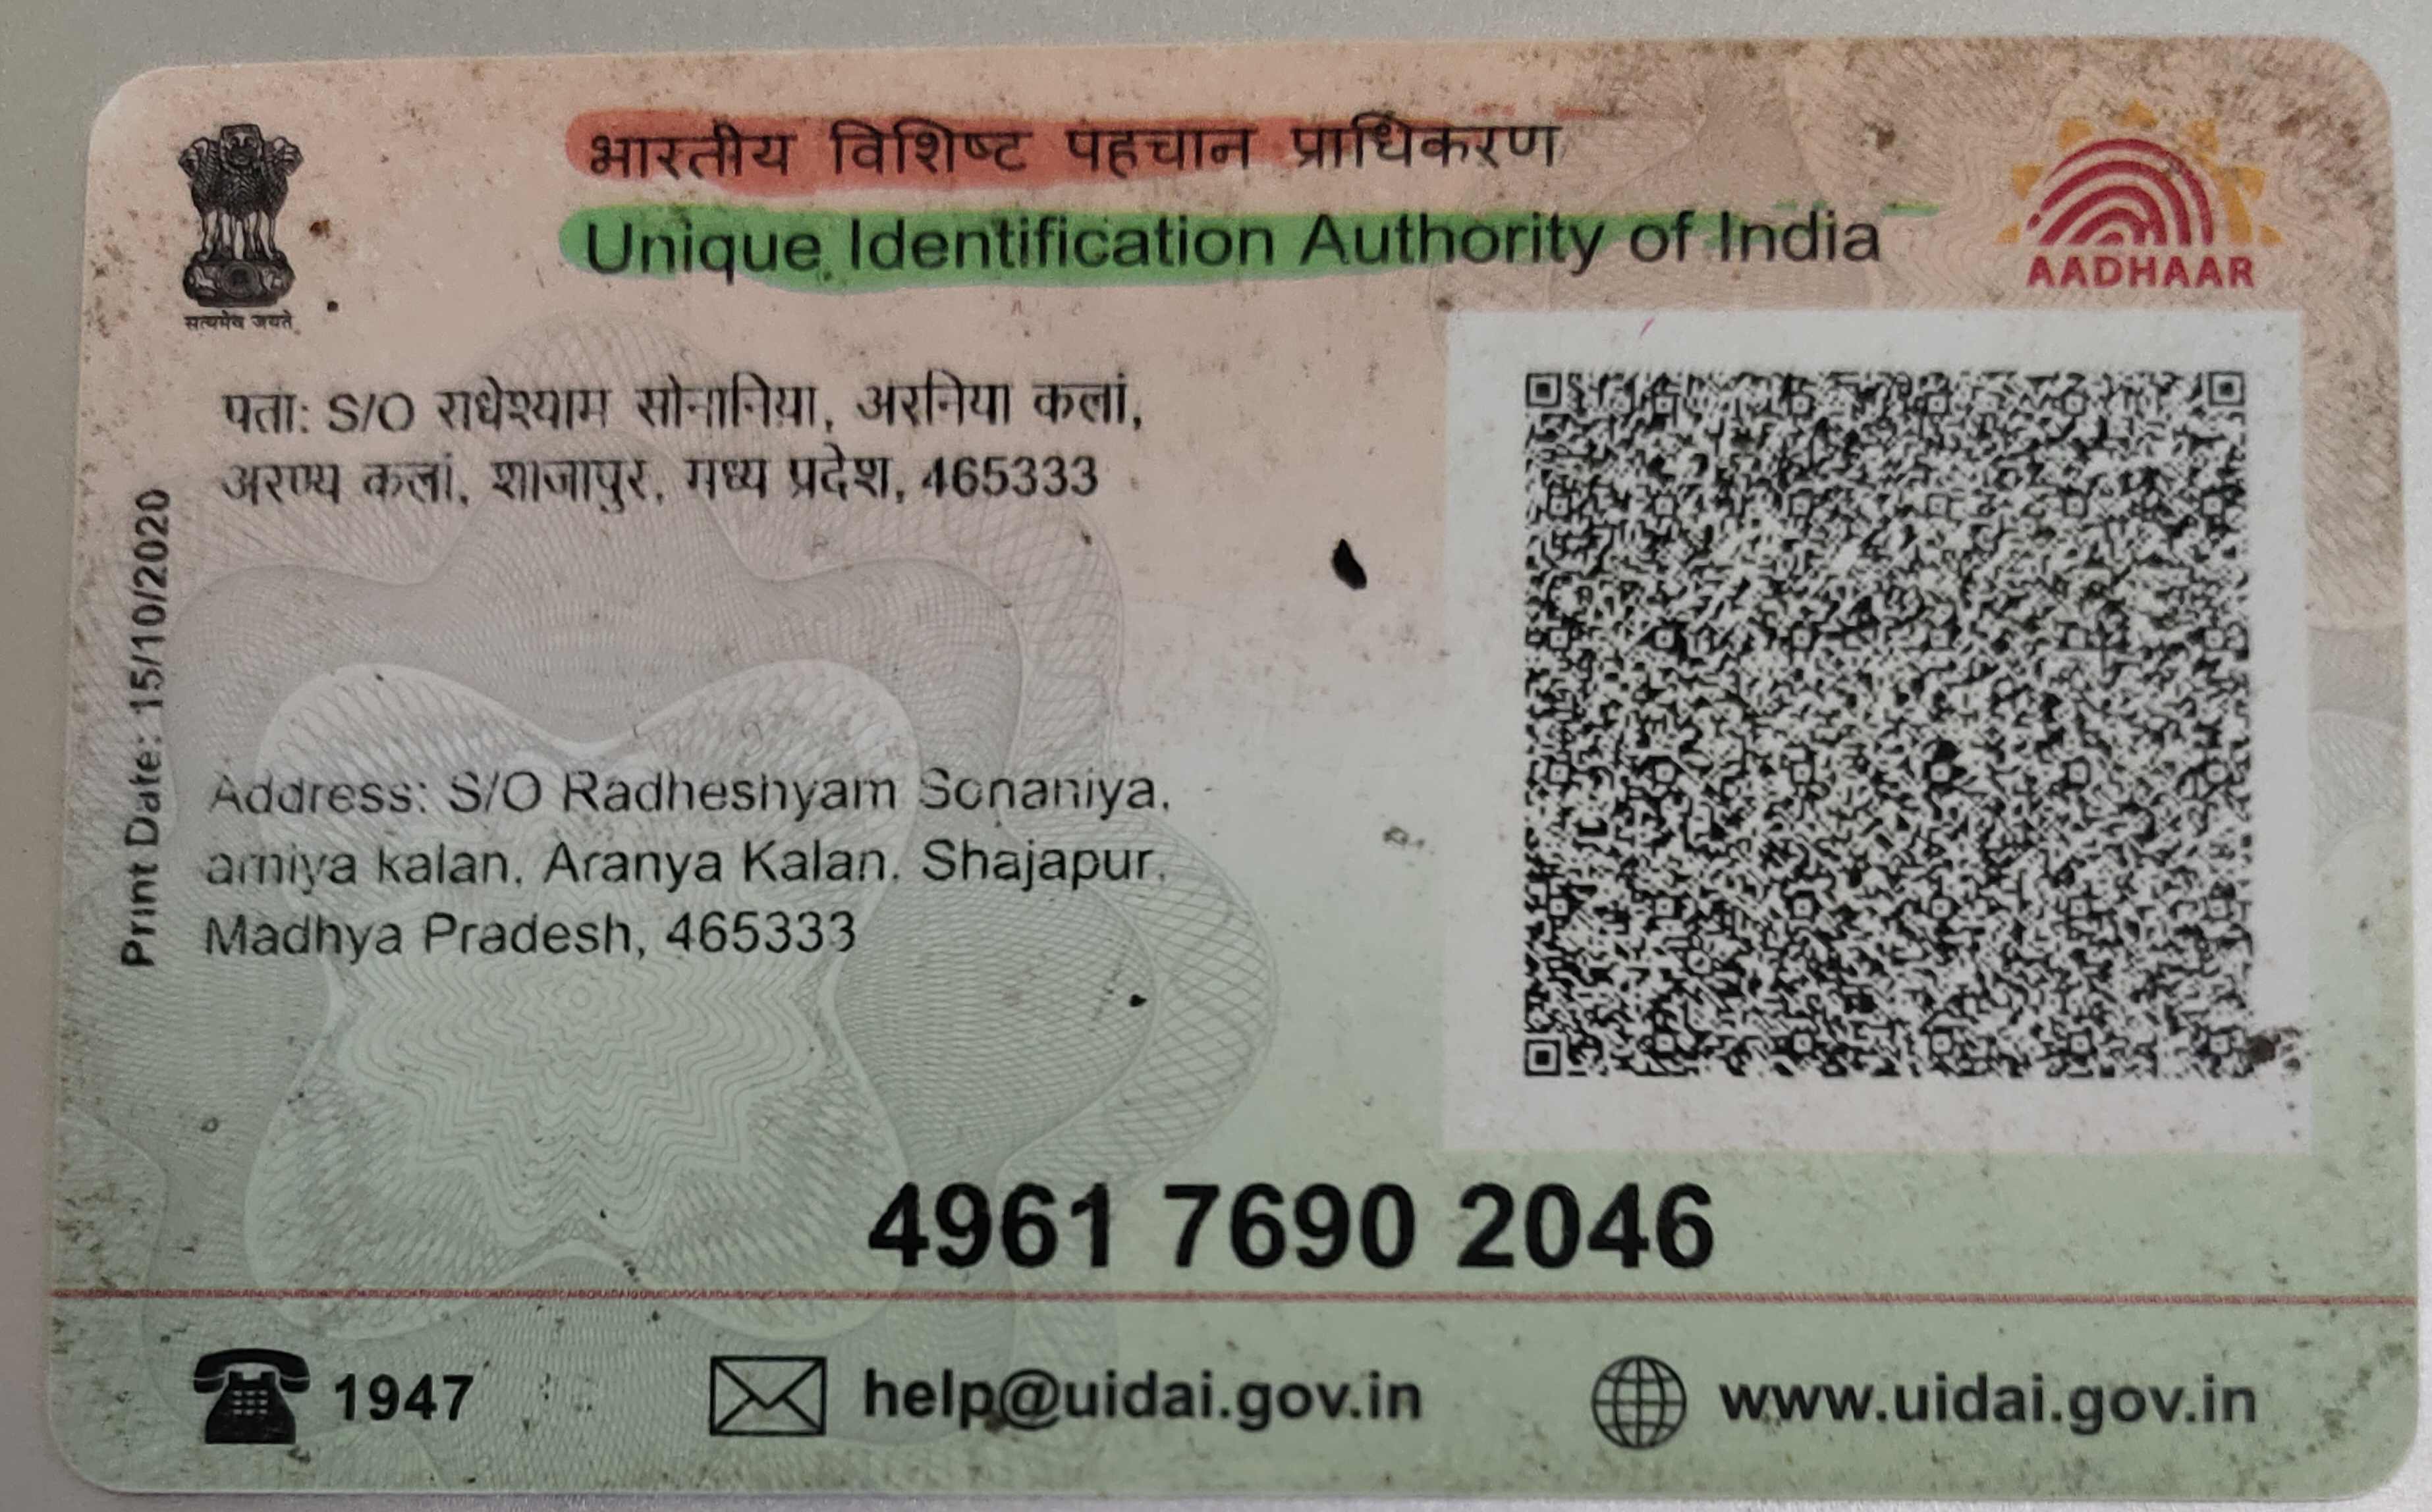 भारतीय विशिष्ट पहचान प्राधिकरण
Unique Identification Authority of India
AADHAAR
सत्यमेव जयते
पता: S/O राधेश्याम सोनानिया, अरनिया कलां,
अरण्य कलां, शाजापुर, मध्य प्रदेश, 465333
Print Date: 15/10/2020
Address: S/O Radheshyam Sonaniya,
arniya kalan, Aranya Kalan, Shajapur,
Madhya Pradesh, 465333
4961 7690 2046
1947
help@uidai.gov.in
www.uidai.gov.in